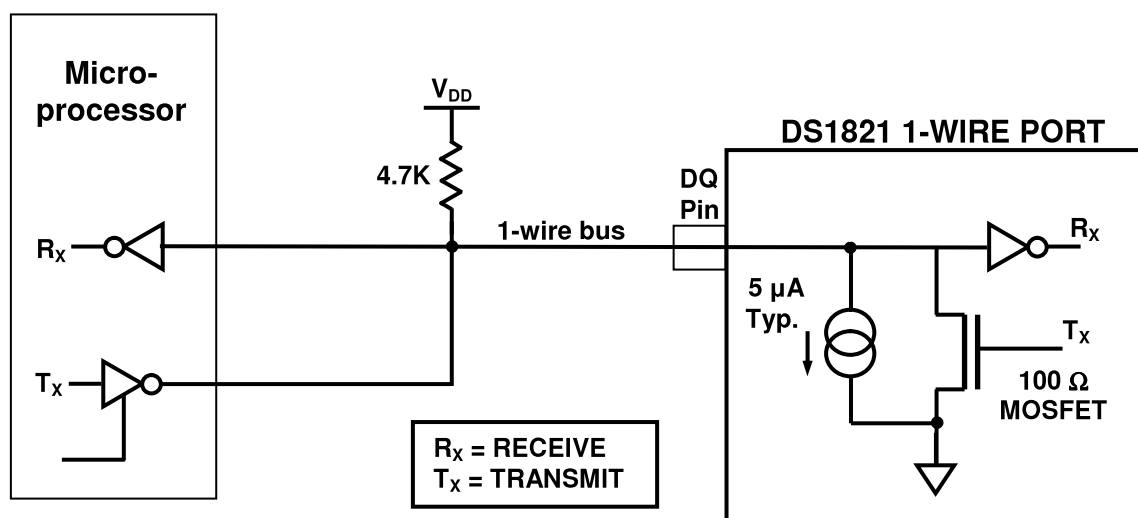 Micro-
processor
VDD
4.7K
DS1821 1-WIRE PORT
DQ
Pin
RX
1-wire bus
RX
5 µA
Typ.
TX
TX
100 Ω
MOSFET
RX = RECEIVE
TX = TRANSMIT